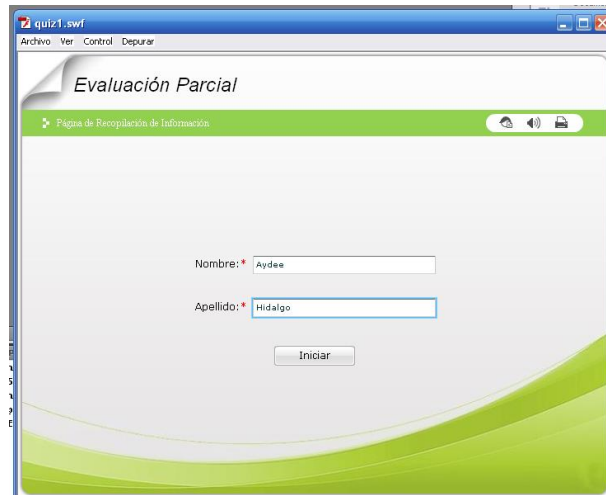 quiz1.swf
Archivo Ver Control Depurar
Evaluación Parcial
Página de Recopilación de Información
Nombre:* Aydee
Apellido:* Hidalgo
Iniciar